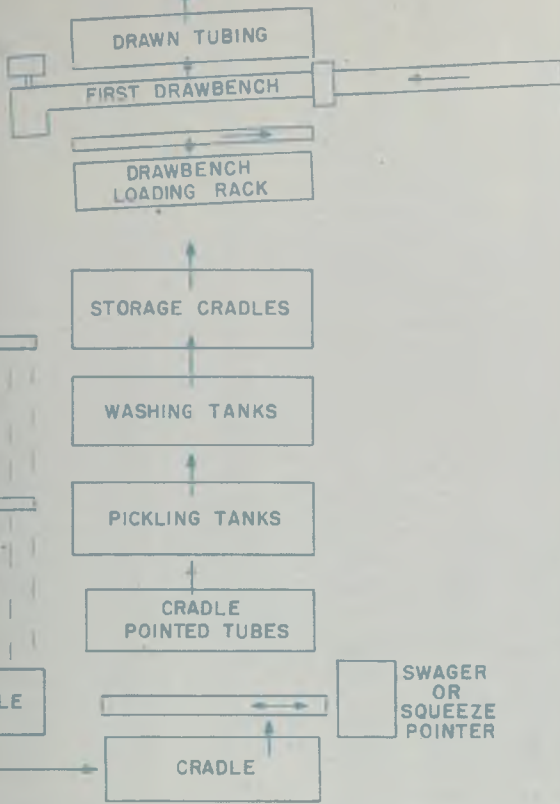 DRAWN TUBING
FIRST DRAWBENCH
DRAWBENCH
LOADING RACK
STORAGE CRADLES
WASHING TANKS
PICKLING TANKS
CRADLE
POINTED TUBES
SWAGER
OR
SQUEEZE
POINTER
LE
CRADLE